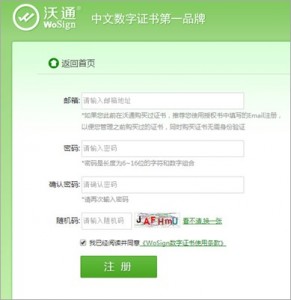 沃通®
WoSign
中文数字证书第一品牌
返回首页
邮箱: 请输入邮箱地址
*如果您此前在沃通购买过证书，推荐您使用授权书中填写的Email注册，
以便您管理之前购买过的证书，同时购买证书无需身份验证
密码: 请输入密码
*密码是长度为6~16位的字符和数字组合
确认密码: 请确认密码
*请再次输入密码
随机码: 请输入随机码 JAFHmU 看不清,换一张
我已经阅读并同意《WoSign数字证书使用条款》
注 册